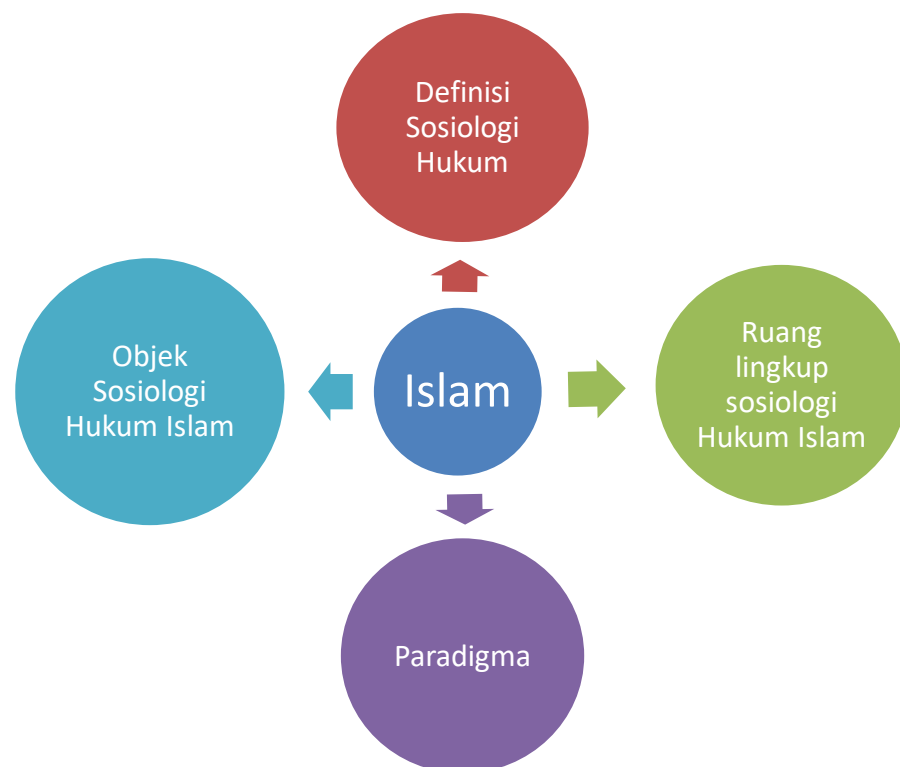 Definisi
Sosiologi
Hukum
Objek
Sosiologi
Hukum Islam
Islam
Ruang
lingkup
sosiologi
Hukum Islam
Paradigma